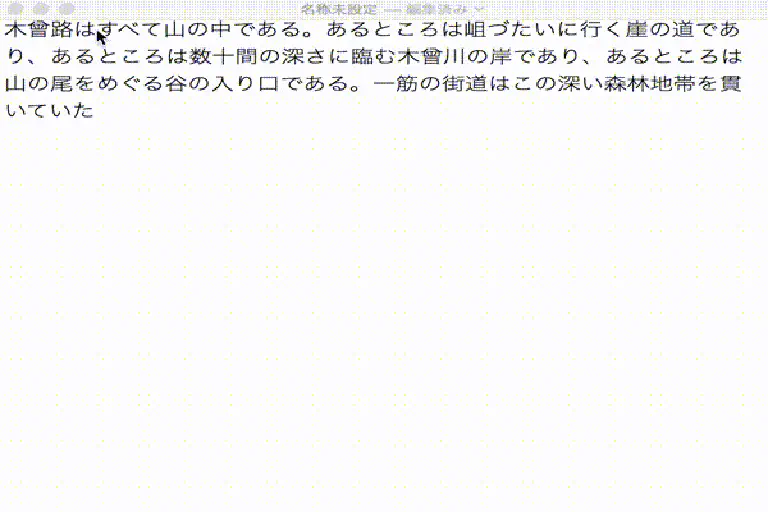 名称未設定 — 編集済み
木曾路はすべて山の中である。あるところは岨づたいに行く崖の道であ
り、あるところは数十間の深さに臨む木曾川の岸であり、あるところは
山の尾をめぐる谷の入り口である。一筋の街道はこの深い森林地帯を貫
いていた